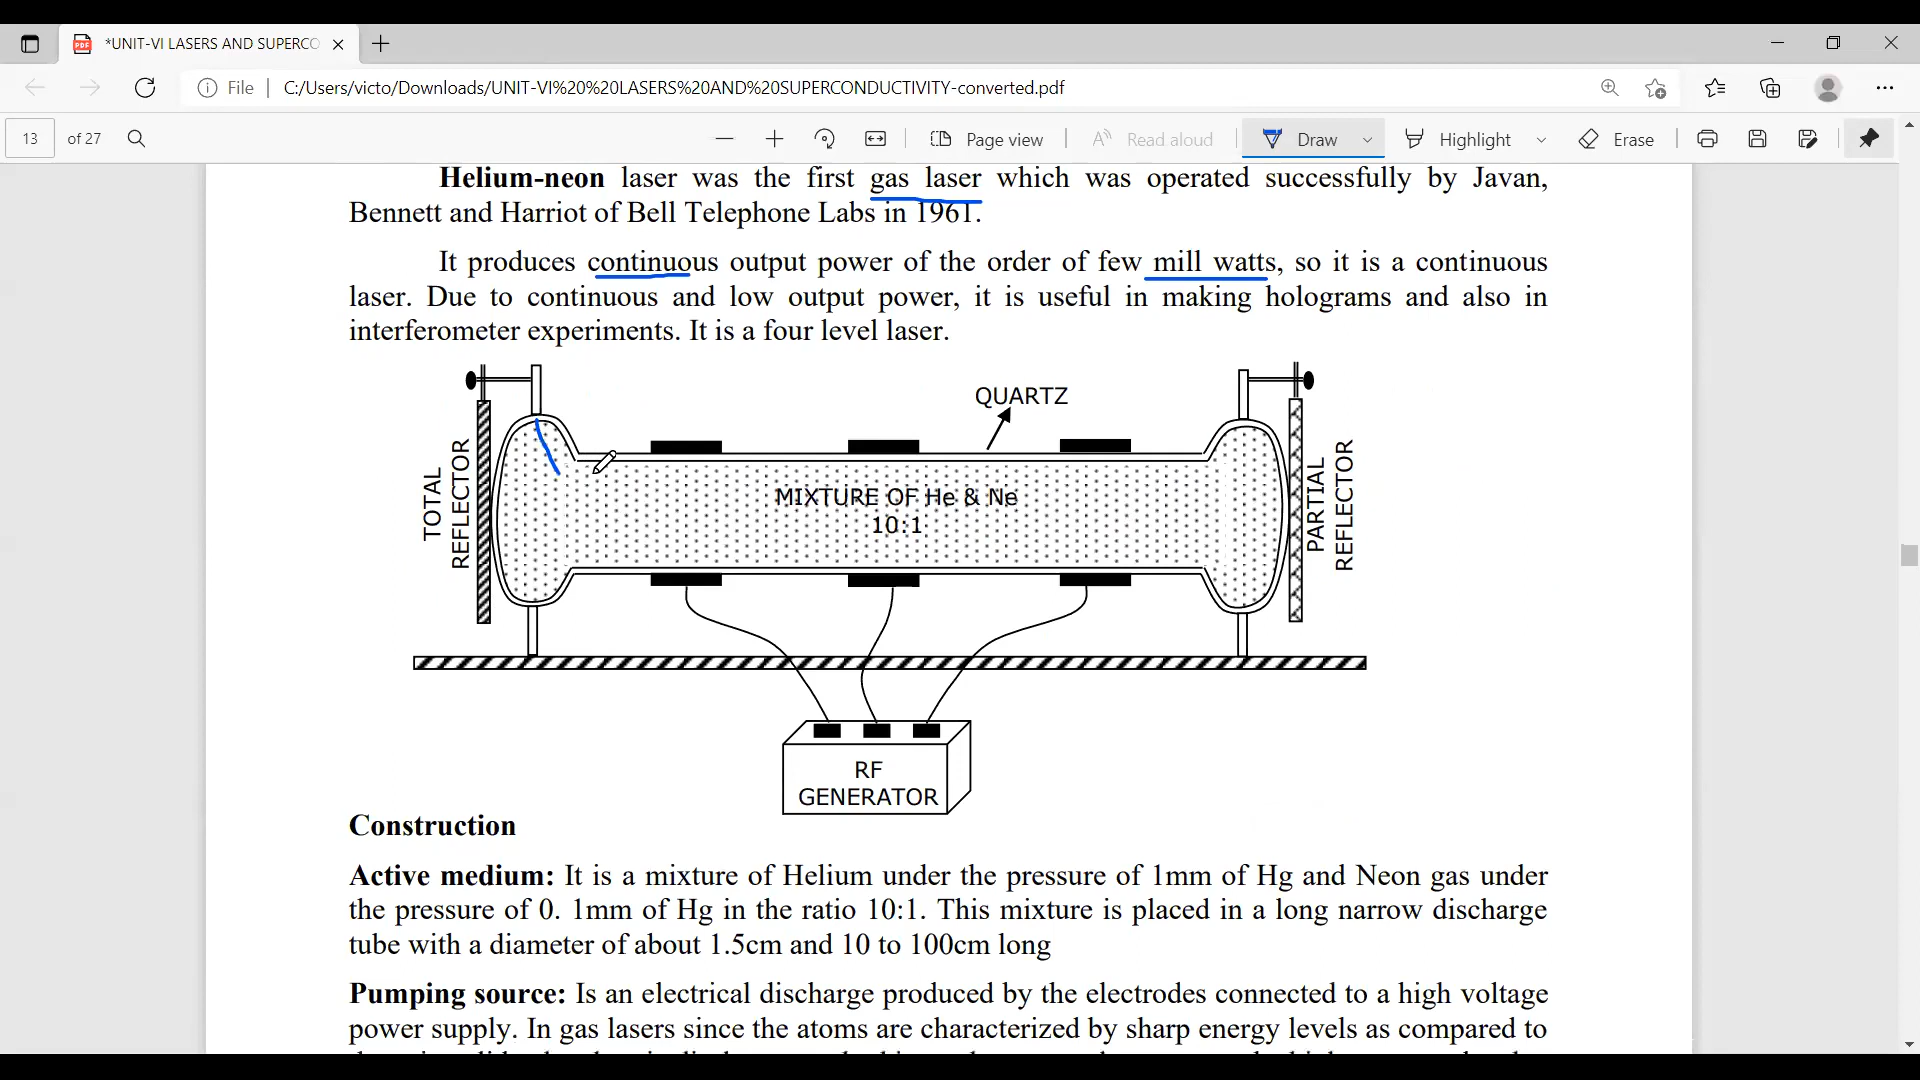 *UNIT-VI LASERS AND SUPERCO
File
C:/Users/victo/Downloads/UNIT-VI%20%20LASERS%20AND%20SUPERCONDUCTIVITY-converted.pdf
13 of 27
Page view
Read aloud
Draw
Highlight
Erase
Helium-neon laser was the first gas laser which was operated successfully by Javan,
Bennett and Harriot of Bell Telephone Labs in 1961.
It produces continuous output power of the order of few mill watts, so it is a continuous
laser. Due to continuous and low output power, it is useful in making holograms and also in
interferometer experiments. It is a four level laser.
QUARTZ
TOTAL
REFLECTOR
MIXTURE OF He & Ne
10:1
PARTIAL
REFLECTOR
RF
GENERATOR
Construction
Active medium: It is a mixture of Helium under the pressure of 1mm of Hg and Neon gas under
the pressure of 0. 1mm of Hg in the ratio 10:1. This mixture is placed in a long narrow discharge
tube with a diameter of about 1.5cm and 10 to 100cm long
Pumping source: Is an electrical discharge produced by the electrodes connected to a high voltage
power supply. In gas lasers since the atoms are characterized by sharp energy levels as compared to